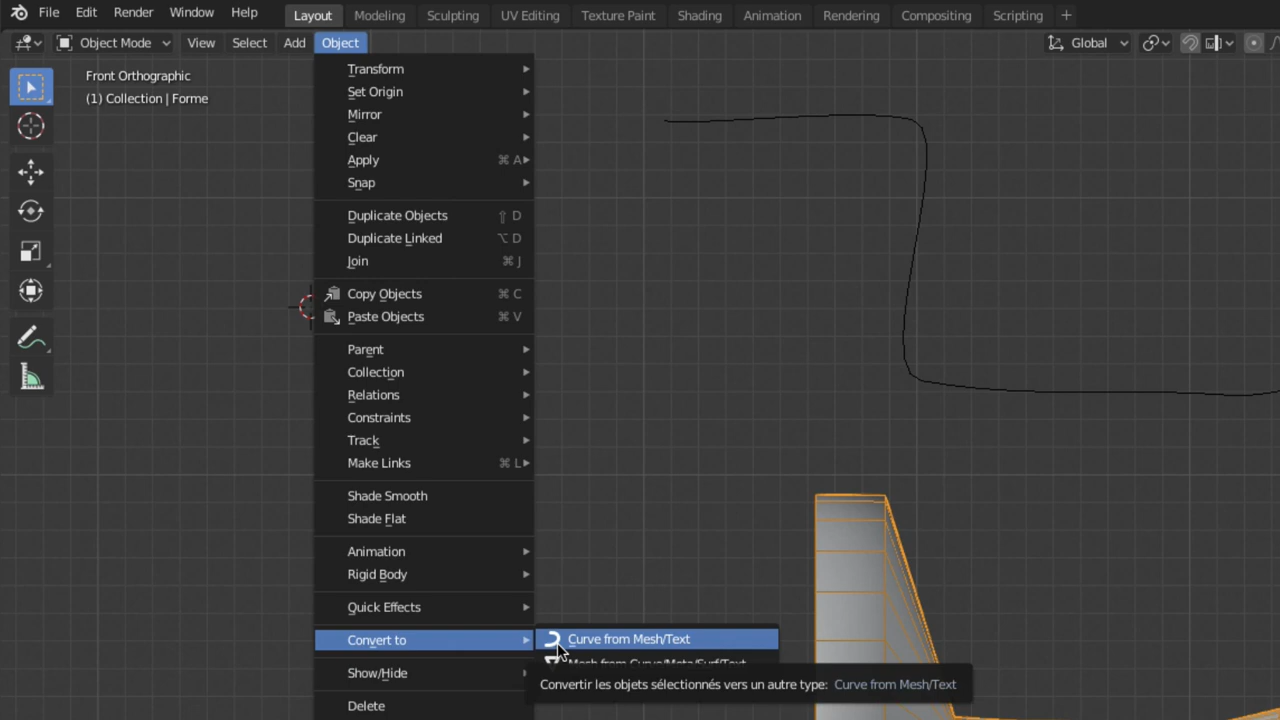 File Edit Render Window Help Layout Modeling Sculpting UV Editing Texture Paint Shading Animation Rendering Compositing Scripting +
Object Mode View Select Add Object Global
Front Orthographic
(1) Collection | Forme
Transform
Set Origin
Mirror
Clear
Apply ⌘ A
Snap
Duplicate Objects ⇧ D
Duplicate Linked ⌥ D
Join ⌘ J
Copy Objects ⌘ C
Paste Objects ⌘ V
Parent
Collection
Relations
Constraints
Track
Make Links ⌘ L
Shade Smooth
Shade Flat
Animation
Rigid Body
Quick Effects
Convert to Curve from Mesh/Text
Mesh from Curve/Meta/Surf/Text
Show/Hide
Convertir les objets sélectionnés vers un autre type: Curve from Mesh/Text
Delete